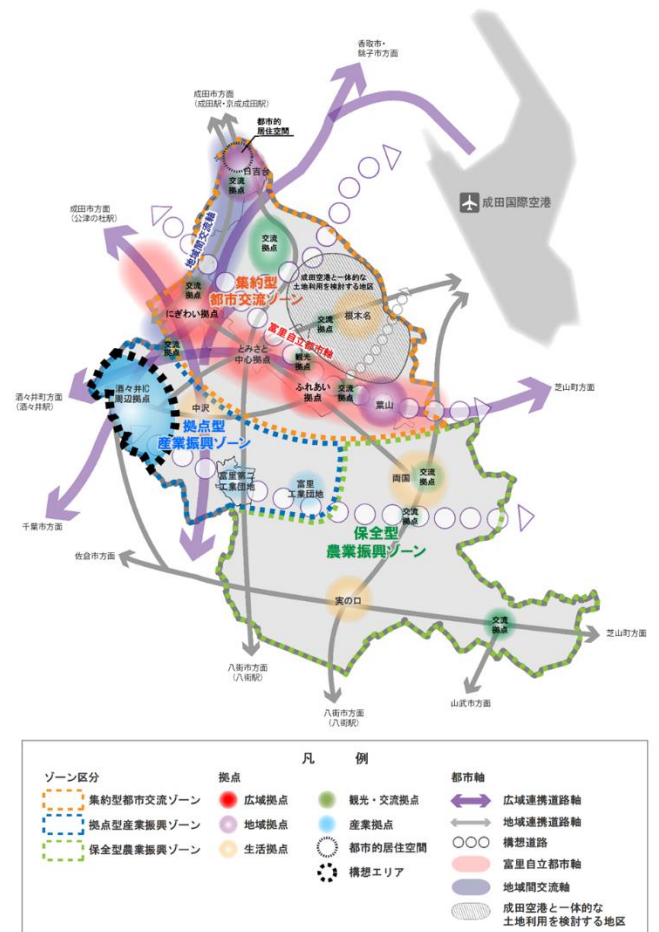 香取市・
銚子市方面
成田市方面
(成田駅・京成成田駅)
都市的
居住空間
日吉台
交流
拠点
成田国際空港
成田市方面
(公津の杜駅)
地域間交流軸
交流
拠点
成田空港と一体的な
土地利用を検討する地区
集約型
都市交流ゾーン
交流
拠点
にぎわい拠点
交流
拠点
根木名
富里自立都市軸
交流
拠点
とみさと
中心拠点
観光
拠点
酒々井IC
周辺拠点
ふれあい
拠点
交流
拠点
葉山
酒々井町方面
(酒々井駅)
芝山町方面
中沢
拠点型
産業振興ゾーン
富里第二
工業団地
富里
工業団地
両国
交流
拠点
交流
拠点
千葉市方面
保全型
農業振興ゾーン
佐倉市方面
実の口
交流
拠点
芝山町方面
八街市方面
(八街駅)
八街市方面
(八街駅)
山武市方面
凡 例
ゾーン区分
集約型都市交流ゾーン
拠点型産業振興ゾーン
保全型農業振興ゾーン
拠点
広域拠点
地域拠点
生活拠点
観光・交流拠点
産業拠点
都市的居住空間
構想エリア
都市軸
広域連携道路軸
地域連携道路軸
構想道路
富里自立都市軸
地域間交流軸
成田空港と一体的な
土地利用を検討する地区